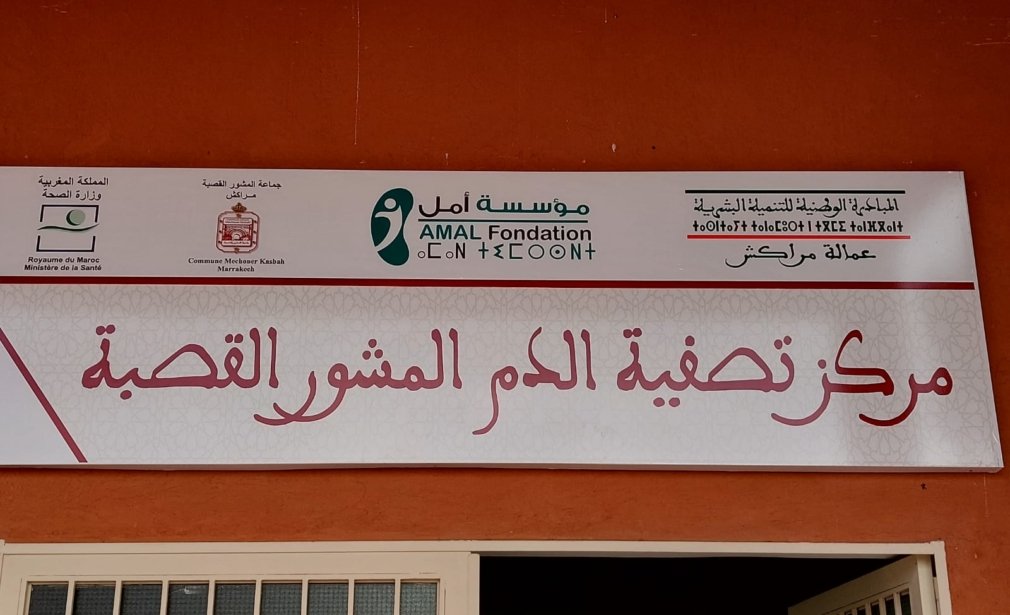 المملكة المغربية
وزارة الصحة
Royaume du Maroc
Ministère de la Santé
جماعة المشور القصبة
مراكش
Commune Mechouer Kasbah
Marrakech
مؤسسة أمل
AMAL Fondation
المبادرة الوطنية للتنمية البشرية
عمالة مراكش
مركز تصفية الدم المشور القصبة